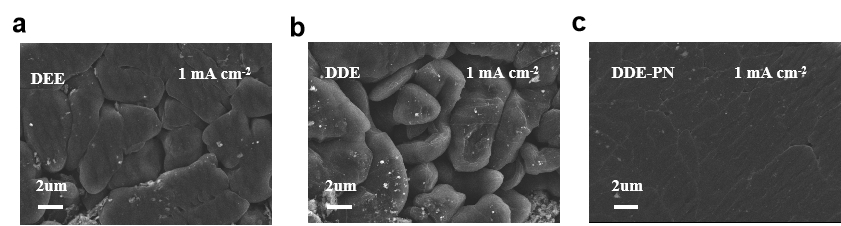 a
DEE
1 mA cm-2
2um
b
DDE
1 mA cm-2
2um
c
DDE-PN
1 mA cm-2
2um